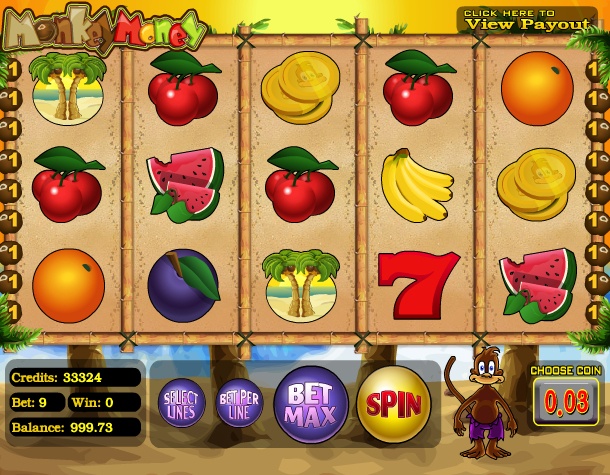 Monkey Money
CLICK HERE TO
View Payout
7
Credits: 33324
Bet: 9
Win: 0
Balance: 999.73
SELECT
LINES
BET PER
LINE
BET
MAX
SPIN
CHOOSE COIN
0.03